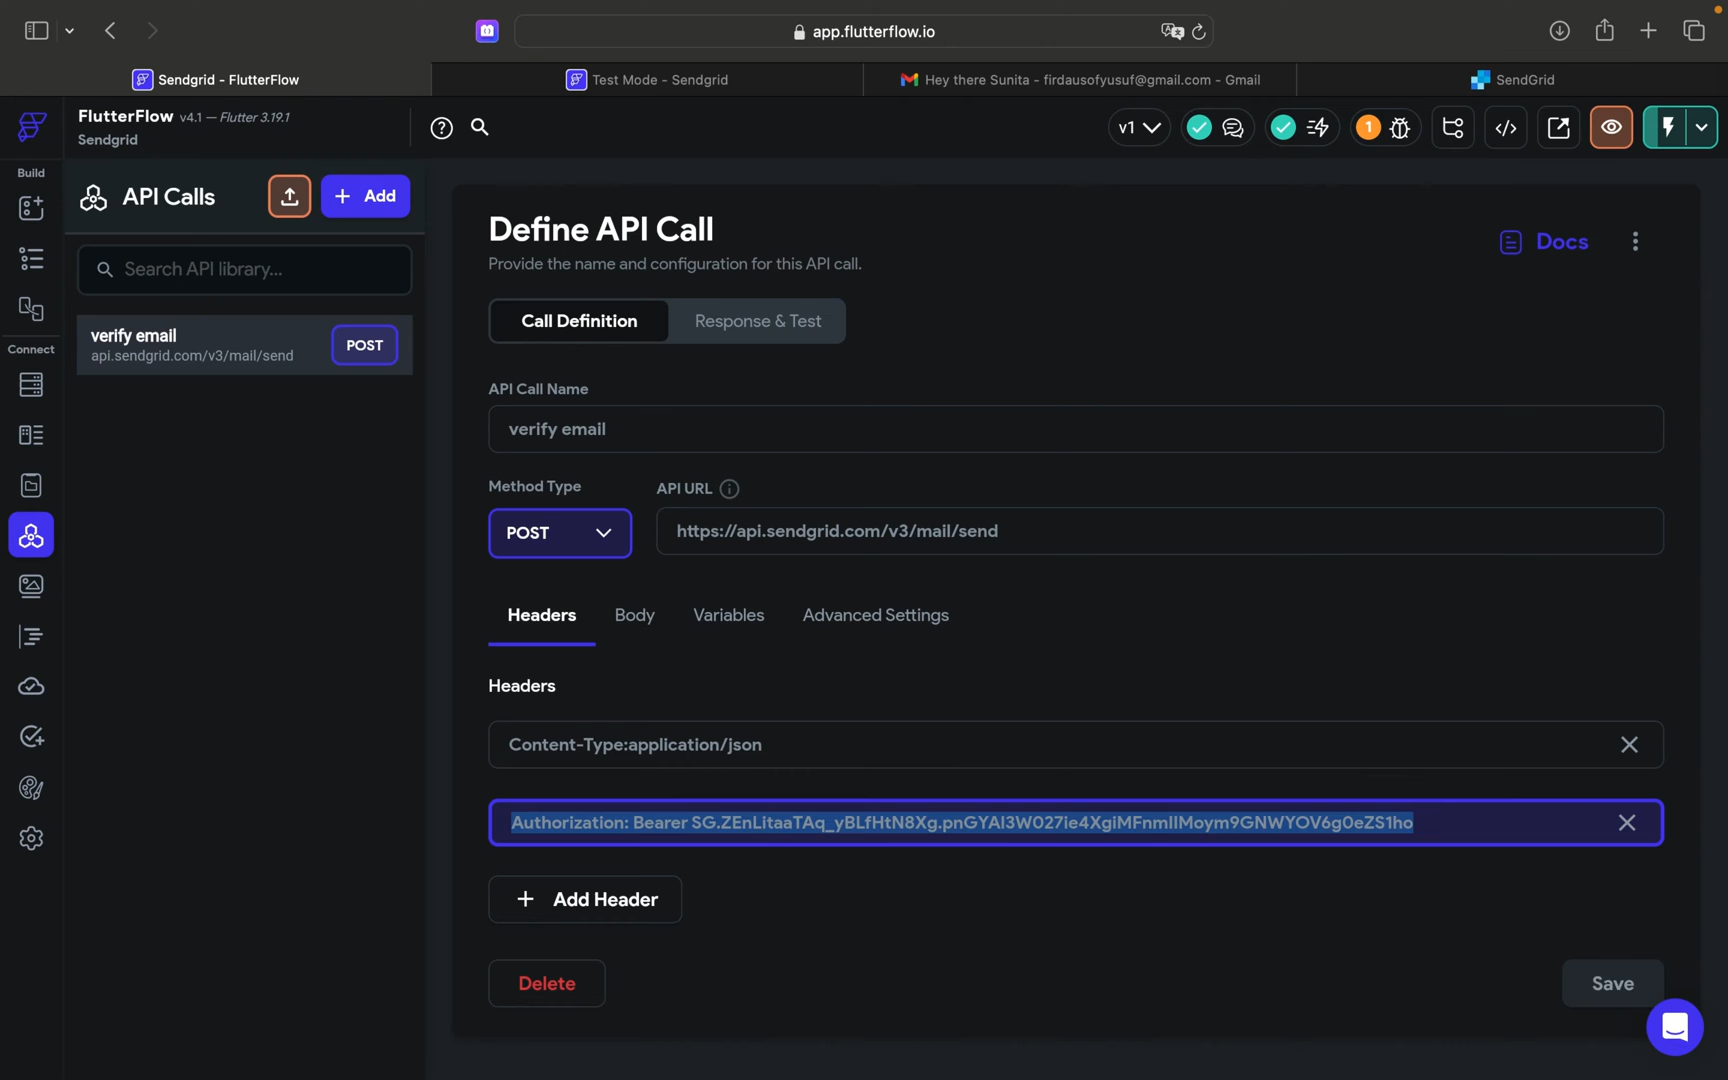 app.flutterflow.io
Sendgrid - FlutterFlow
Test Mode - Sendgrid
Hey there Sunita - firdausofyusuf@gmail.com - Gmail
SendGrid
FlutterFlow v4.1 — Flutter 3.19.1
Sendgrid
v1
1
Build
Connect
API Calls
+ Add
Search API library...
verify email
api.sendgrid.com/v3/mail/send
POST
Define API Call
Provide the name and configuration for this API call.
Docs
Call Definition
Response & Test
API Call Name
verify email
Method Type
API URL
POST
https://api.sendgrid.com/v3/mail/send
Headers
Body
Variables
Advanced Settings
Headers
Content-Type:application/json
Authorization: Bearer
+ Add Header
Delete
Save